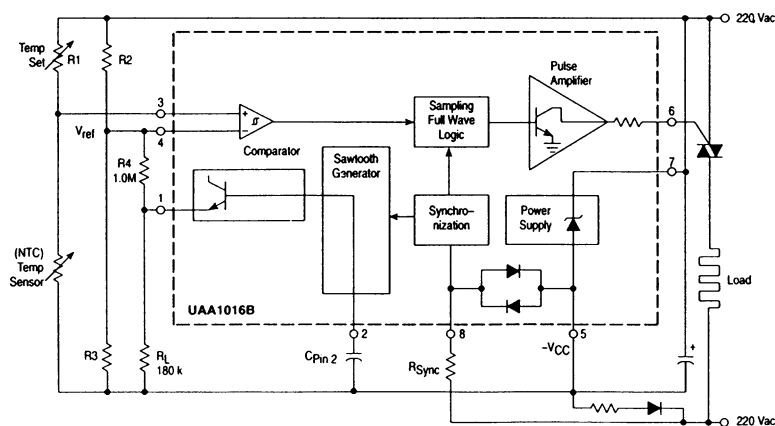 220 Vac
Temp
Set
R1
R2
Pulse
Amplifier
3
+
Sampling
Full Wave
Logic
6
Vref
−
4
7
R4
1.0M
Comparator
Sawtooth
Generator
1
Synchro-
nization
Power
Supply
(NTC)
Temp
Sensor
Load
UAA1016B
2
8
5
−VCC
+
R3
RL
180 k
CPin 2
RSync
220 Vac